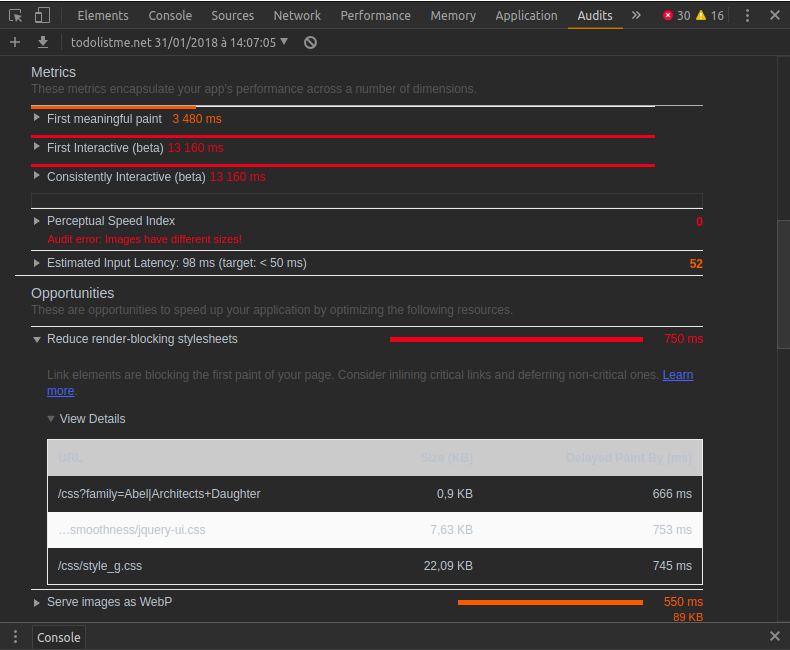 Elements Console Sources Network Performance Memory Application Audits » 30 16
todolistme.net 31/01/2018 à 14:07:05
Metrics
These metrics encapsulate your app's performance across a number of dimensions.
First meaningful paint 3 480 ms
First Interactive (beta) 13 160 ms
Consistently Interactive (beta) 13 160 ms
Perceptual Speed Index 0
Audit error: Images have different sizes!
Estimated Input Latency: 98 ms (target: < 50 ms) 52
Opportunities
These are opportunities to speed up your application by optimizing the following resources.
Reduce render-blocking stylesheets 750 ms
Link elements are blocking the first paint of your page. Consider inlining critical links and deferring non-critical ones. Learn
more
View Details
URL Size (KB) Delayed Paint By (ms)
/css?family=Abel|Architects+Daughter 0,9 KB 666 ms
…smoothness/jquery-ui.css 7,63 KB 753 ms
/css/style_g.css 22,09 KB 745 ms
Serve images as WebP 550 ms
89 KB
Console